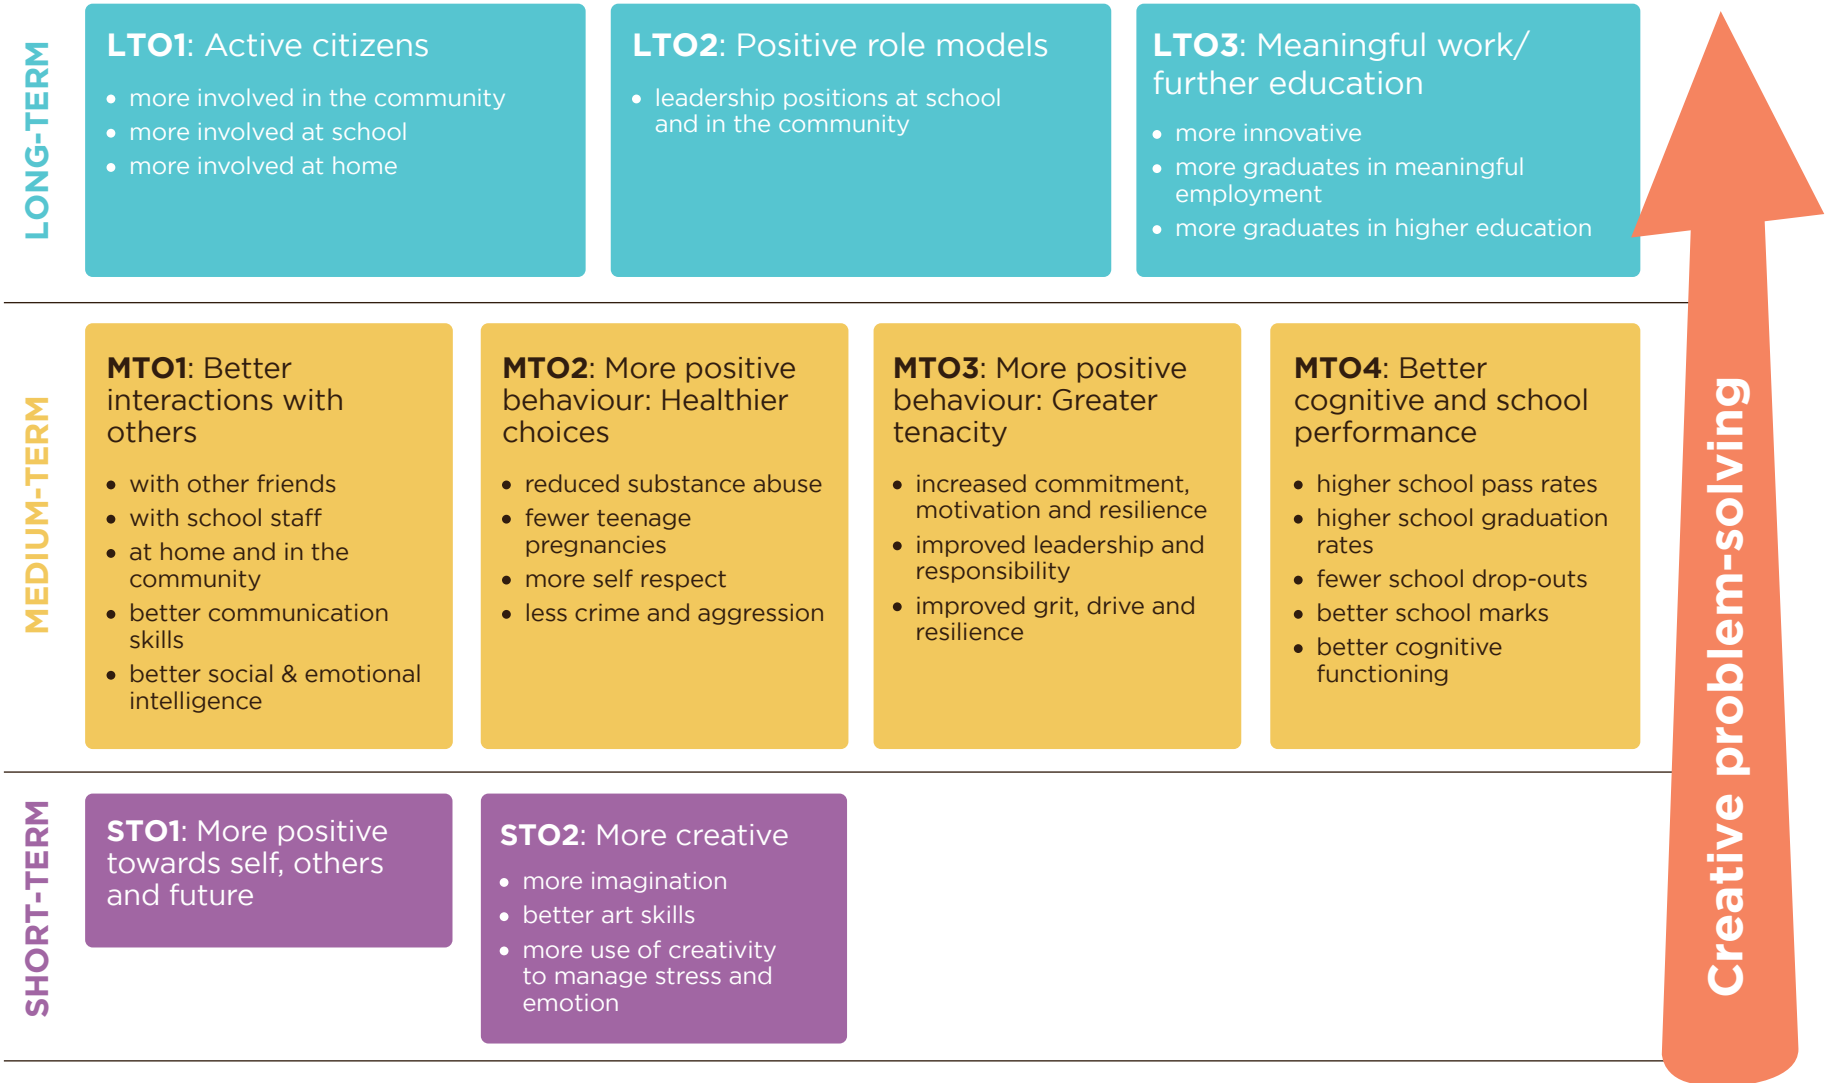 LONG-TERM
LTO1: Active citizens
• more involved in the community
• more involved at school
• more involved at home
LTO2: Positive role models
• leadership positions at school
and in the community
LTO3: Meaningful work/
further education
• more innovative
• more graduates in meaningful
employment
• more graduates in higher education
MEDIUM-TERM
MTO1: Better
interactions with
others
• with other friends
• with school staff
• at home and in the
community
• better communication
skills
• better social & emotional
intelligence
MTO2: More positive
behaviour: Healthier
choices
• reduced substance abuse
• fewer teenage
pregnancies
• more self respect
• less crime and aggression
MTO3: More positive
behaviour: Greater
tenacity
• increased commitment,
motivation and resilience
• improved leadership and
responsibility
• improved grit, drive and
resilience
MTO4: Better
cognitive and school
performance
• higher school pass rates
• higher school graduation
rates
• fewer school drop-outs
• better school marks
• better cognitive
functioning
SHORT-TERM
STO1: More positive
towards self, others
and future
STO2: More creative
• more imagination
• better art skills
• more use of creativity
to manage stress and
emotion
Creative problem-solving